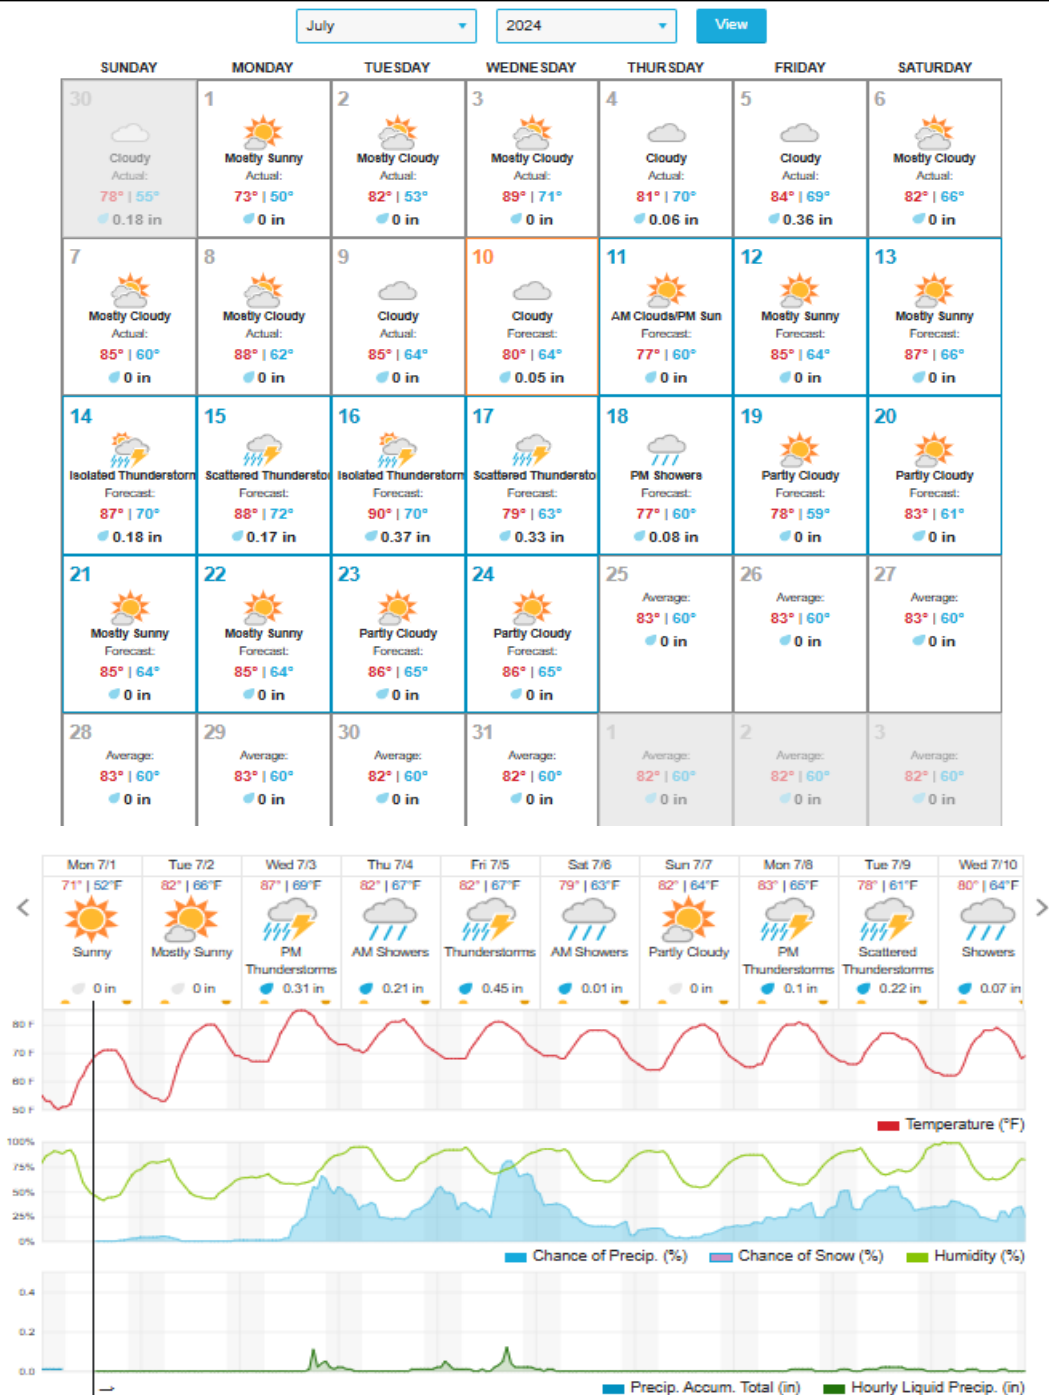 July 2024 View
SUNDAY MONDAY TUESDAY WEDNESDAY THURSDAY FRIDAY SATURDAY
30 1 2 3 4 5 6
Cloudy Mostly Sunny Mostly Cloudy Mostly Cloudy Cloudy Cloudy Mostly Cloudy
Actual: Actual: Actual: Actual: Actual: Actual: Actual:
78° | 55° 73° | 50° 82° | 53° 89° | 71° 81° | 70° 84° | 69° 82° | 66°
0.18 in 0 in 0 in 0 in 0.06 in 0.36 in 0 in
7 8 9 10 11 12 13
Mostly Cloudy Mostly Cloudy Cloudy Cloudy AM Clouds/PM Sun Mostly Sunny Mostly Sunny
Actual: Actual: Actual: Forecast: Forecast: Forecast: Forecast:
85° | 60° 88° | 62° 85° | 64° 80° | 64° 77° | 60° 85° | 64° 87° | 66°
0 in 0 in 0 in 0.05 in 0 in 0 in 0 in
14 15 16 17 18 19 20
Isolated Thunderstorm Scattered Thunderstor Isolated Thunderstorm Scattered Thundersto PM Showers Partly Cloudy Partly Cloudy
Forecast: Forecast: Forecast: Forecast: Forecast: Forecast: Forecast:
87° | 70° 88° | 72° 90° | 70° 79° | 63° 77° | 60° 78° | 59° 83° | 61°
0.18 in 0.17 in 0.37 in 0.33 in 0.08 in 0 in 0 in
21 22 23 24 25 26 27
Mostly Sunny Mostly Sunny Partly Cloudy Partly Cloudy Average: Average: Average:
Forecast: Forecast: Forecast: Forecast: 83° | 60° 83° | 60° 83° | 60°
85° | 64° 85° | 64° 86° | 65° 86° | 65° 0 in 0 in 0 in
0 in 0 in 0 in 0 in
28 29 30 31 1 2 3
Average: Average: Average: Average: Average: Average: Average:
83° | 60° 83° | 60° 82° | 60° 82° | 60° 82° | 60° 82° | 60° 82° | 60°
0 in 0 in 0 in 0 in 0 in 0 in 0 in
Mon 7/1 Tue 7/2 Wed 7/3 Thu 7/4 Fri 7/5 Sat 7/6 Sun 7/7 Mon 7/8 Tue 7/9 Wed 7/10
71° | 52°F 82° | 66°F 87° | 69°F 82° | 67°F 82° | 67°F 79° | 63°F 82° | 64°F 83° | 65°F 78° | 61°F 80° | 64°F
Sunny Mostly Sunny PM AM Showers Thunderstorms AM Showers Partly Cloudy PM Scattered Showers
Thunderstorms Thunderstorms Thunderstorms
0 in 0 in 0.31 in 0.21 in 0.45 in 0.01 in 0 in 0.1 in 0.22 in 0.07 in
80 F
70 F
60 F
50 F
Temperature (°F)
100%
75%
50%
25%
0%
Chance of Precip. (%) Chance of Snow (%) Humidity (%)
0.4
0.2
0.0
Precip. Accum. Total (in) Hourly Liquid Precip. (in)